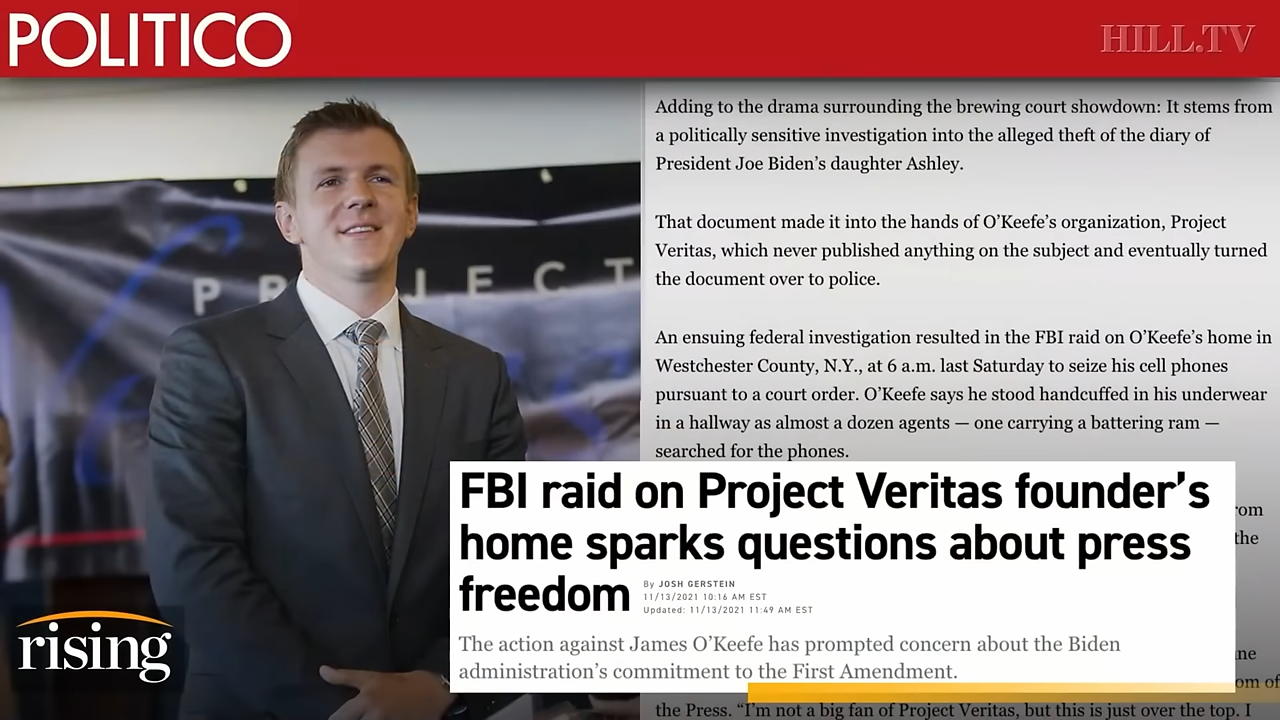 POLITICO
HILL.TV
PROJECT
Adding to the drama surrounding the brewing court showdown: It stems from
a politically sensitive investigation into the alleged theft of the diary of
President Joe Biden’s daughter Ashley.
That document made it into the hands of O’Keefe’s organization, Project
Veritas, which never published anything on the subject and eventually turned
the document over to police.
An ensuing federal investigation resulted in the FBI raid on O’Keefe’s home in
Westchester County, N.Y., at 6 a.m. last Saturday to seize his cell phones
pursuant to a court order. O’Keefe says he stood handcuffed in his underwear
in a hallway as almost a dozen agents — one carrying a battering ram —
searched for the phones.
FBI raid on Project Veritas founder’s
home sparks questions about press
freedom
By JOSH GERSTEIN
11/13/2021 10:16 AM EST
Updated: 11/13/2021 11:49 AM EST
The action against James O’Keefe has prompted concern about the Biden
administration’s commitment to the First Amendment.
the
of
the Press. “I’m not a big fan of Project Veritas, but this is just over the top. I
rising